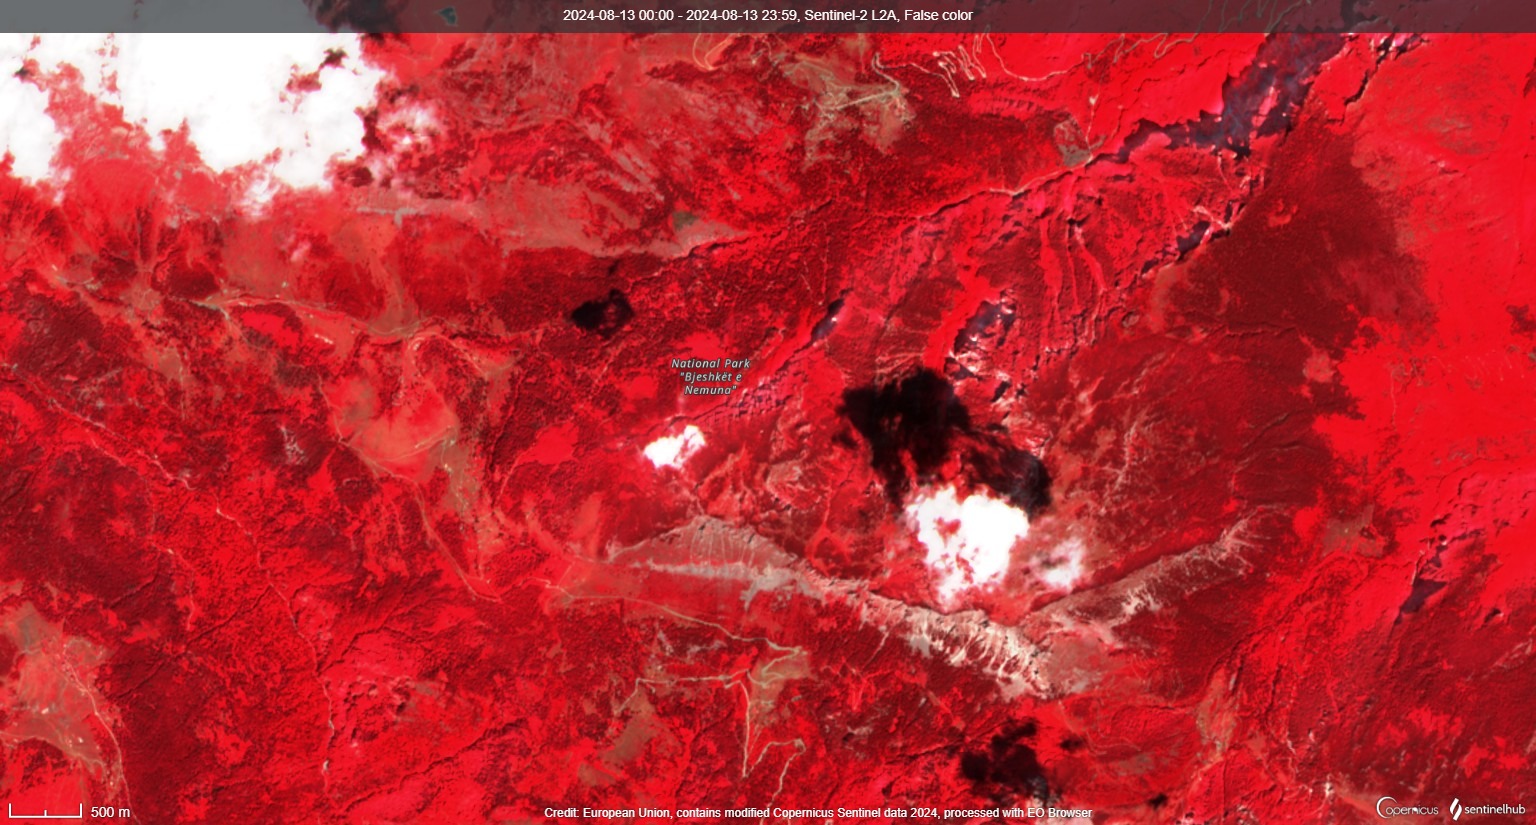 2024-08-13 00:00 - 2024-08-13 23:59, Sentinel-2 L2A, False color
National Park
"Bjeshkët e
Nemuna"
500 m
Credit: European Union, contains modified Copernicus Sentinel data 2024, processed with EO Browser
Copernicus
sentinelhub